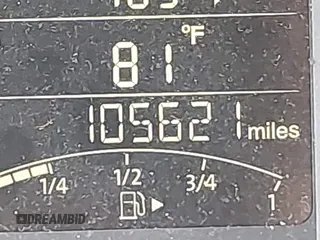 81 °F
105621 miles
1/4 1/2 3/4 1
DREAMBID